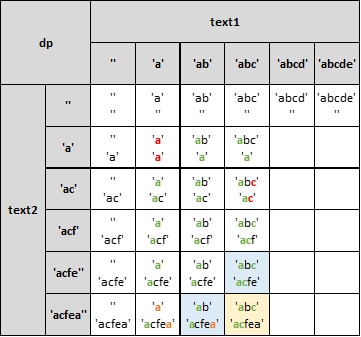 dp text1
'' 'a' 'ab' 'abc' 'abcd' 'abcde'
text2
'' '' 'a' 'ab' 'abc' 'abcd' 'abcde'
'' '' '' '' '' ''
'a' '' 'a' 'ab' 'abc'
'a' 'a' 'a' 'a'
'ac' '' 'a' 'ab' 'abc'
'ac' 'ac' 'ac' 'ac'
'acf' '' 'a' 'ab' 'abc'
'acf' 'acf' 'acf' 'acf'
'acfe'' '' 'a' 'ab' 'abc'
'acfe' 'acfe' 'acfe' 'acfe'
'acfea'' '' 'a' 'ab' 'abc'
'acfea' 'acfea' 'acfea' 'acfea'